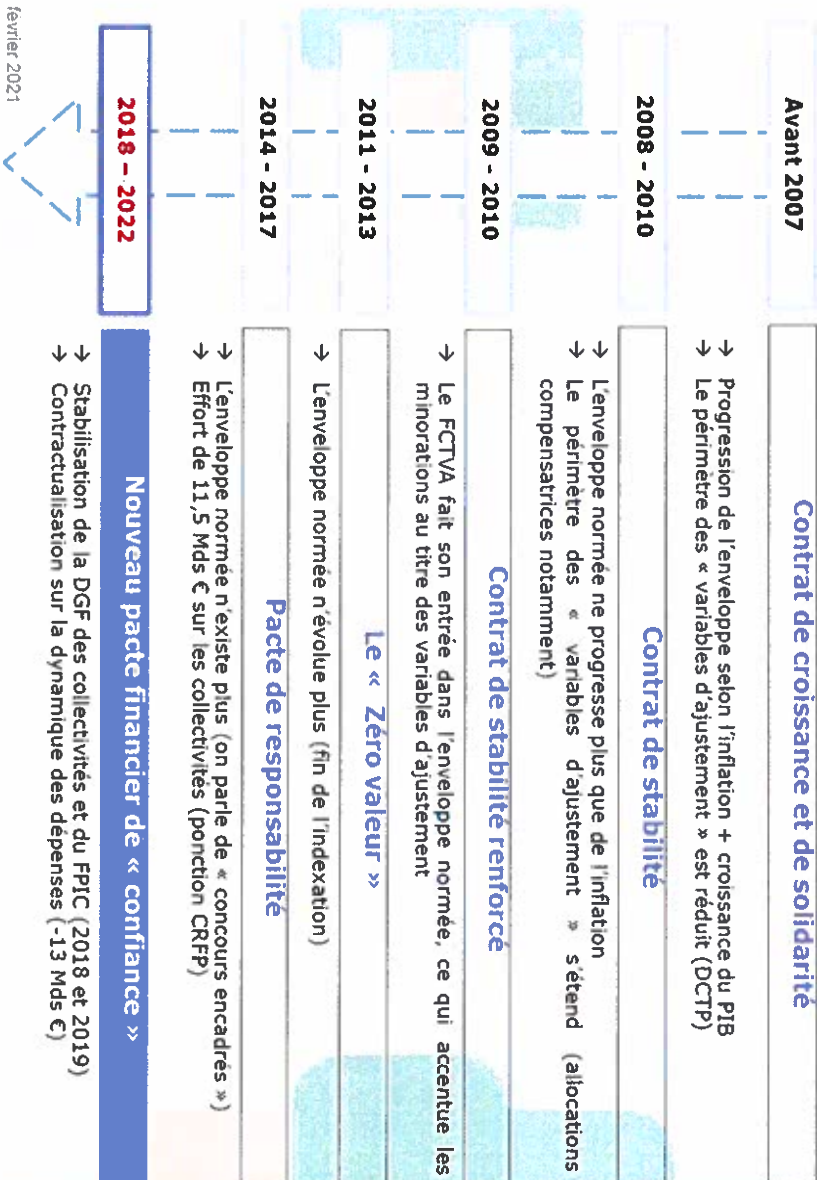 Avant 2007
Contrat de croissance et de solidarité
→ Progression de l'enveloppe selon l'inflation + croissance du PIB
→ Le périmètre des « variables d'ajustement » est réduit (DCTP)
2008 - 2010
Contrat de stabilité
→ L'enveloppe normée ne progresse plus que de l'inflation
→ Le périmètre des « variables d'ajustement » s'étend (allocations
compensatrices notamment)
2009 - 2010
Contrat de stabilité renforcé
→ Le FCTVA fait son entrée dans l'enveloppe normée, ce qui accentue les
minorations au titre des variables d'ajustement
2011 - 2013
Le « Zéro valeur »
→ L'enveloppe normée n'évolue plus (fin de l'indexation)
2014 - 2017
Pacte de responsabilité
→ L'enveloppe normée n'existe plus (on parle de « concours encadrés »)
→ Effort de 11,5 Mds € sur les collectivités (ponction CRFP)
2018 – 2022
Nouveau pacte financier de « confiance »
→ Stabilisation de la DGF des collectivités et du FPIC (2018 et 2019)
→ Contractualisation sur la dynamique des dépenses (-13 Mds €)
février 2021